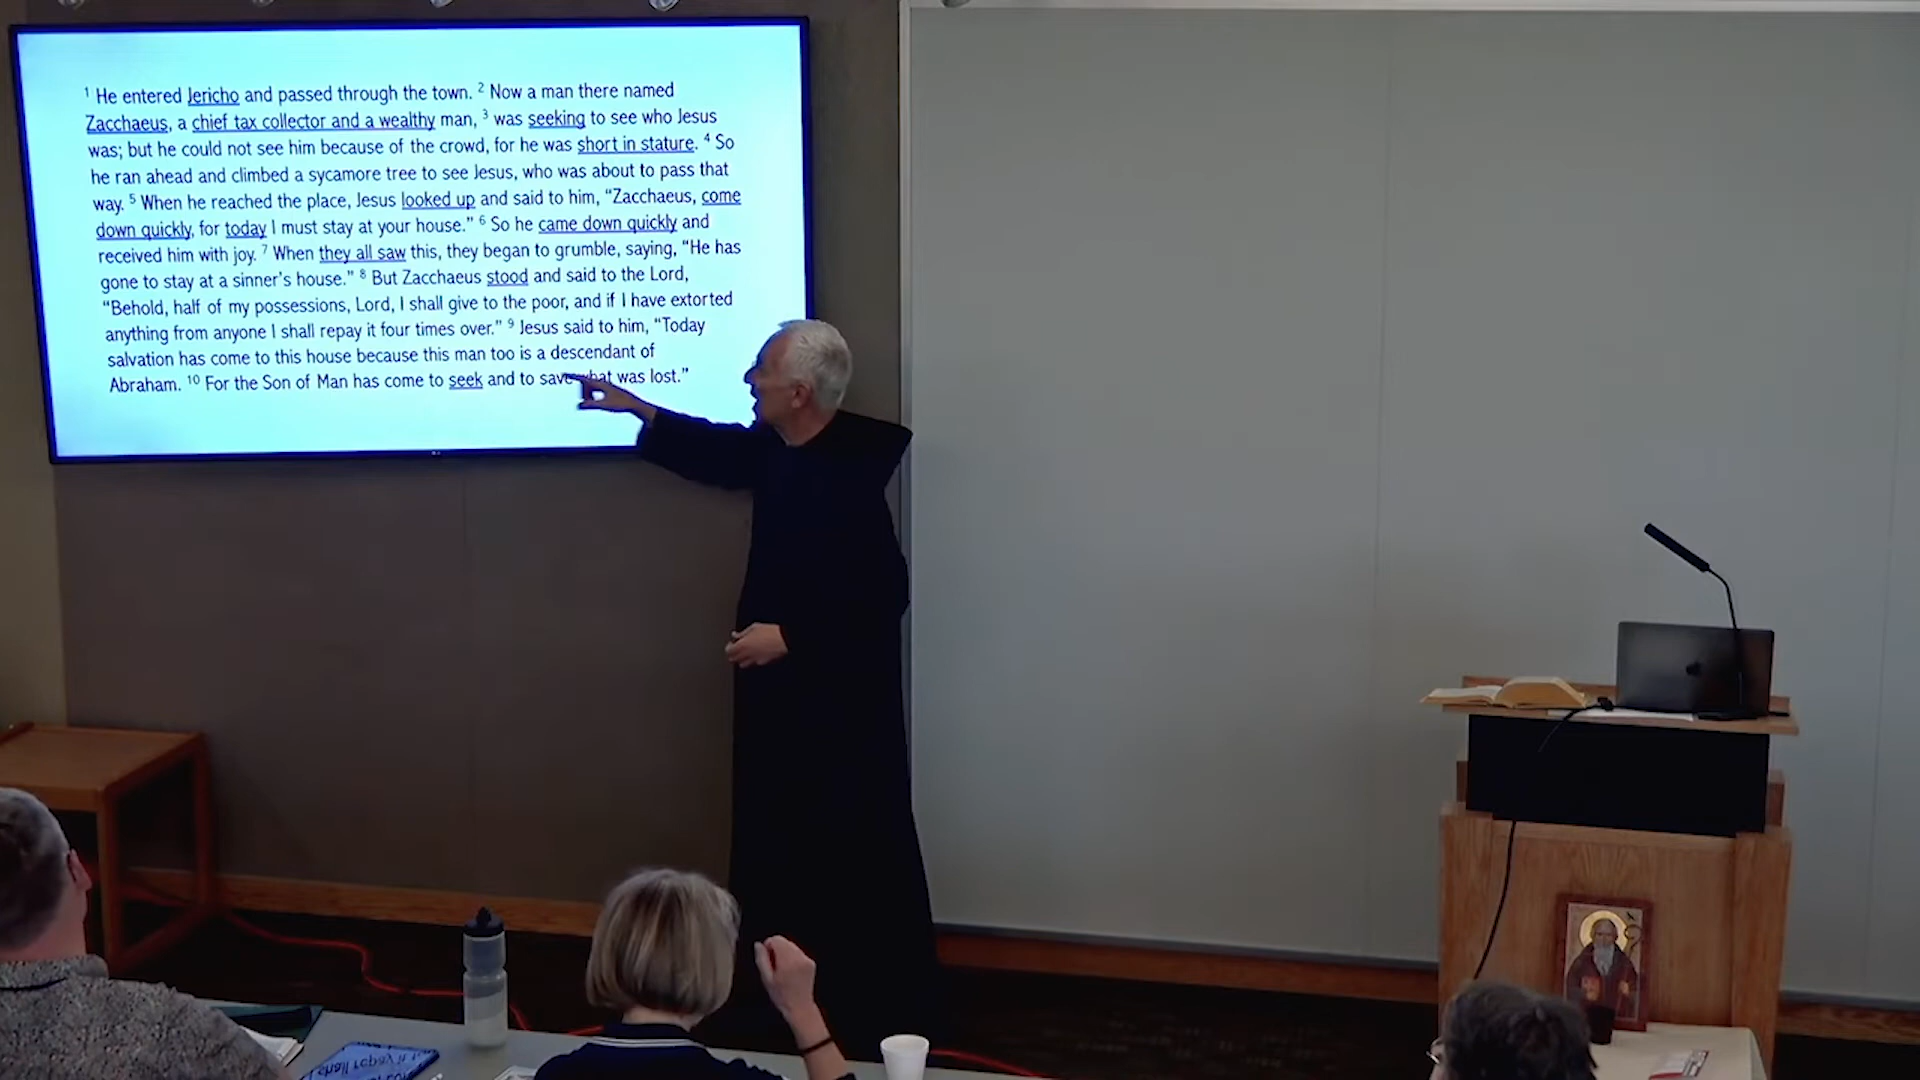 ¹ He entered Jericho and passed through the town. ² Now a man there named
Zacchaeus, a chief tax collector and a wealthy man, ³ was seeking to see who Jesus
was; but he could not see him because of the crowd, for he was short in stature. ⁴ So
he ran ahead and climbed a sycamore tree to see Jesus, who was about to pass that
way. ⁵ When he reached the place, Jesus looked up and said to him, “Zacchaeus, come
down quickly, for today I must stay at your house.” ⁶ So he came down quickly and
received him with joy. ⁷ When they all saw this, they began to grumble, saying, “He has
gone to stay at a sinner’s house.” ⁸ But Zacchaeus stood and said to the Lord,
“Behold, half of my possessions, Lord, I shall give to the poor, and if I have extorted
anything from anyone I shall repay it four times over.” ⁹ Jesus said to him, “Today
salvation has come to this house because this man too is a descendant of
Abraham. ¹⁰ For the Son of Man has come to seek and to save what was lost.”
shall repay it